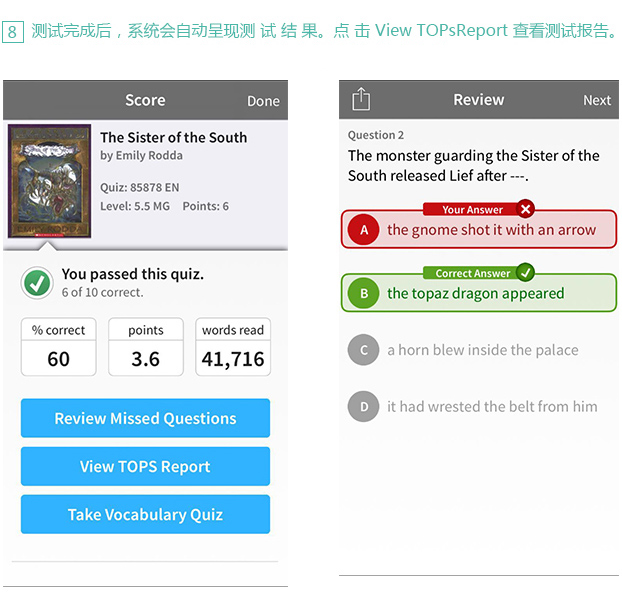 8 测试完成后，系统会自动呈现测 试 结 果。点 击 View TOPsReport 查看测试报告。
Score Done
The Sister of the South
by Emily Rodda
Quiz: 85878 EN
Level: 5.5 MG Points: 6
EMILY RODDA
You passed this quiz.
6 of 10 correct.
% correct points words read
60 3.6 41,716
Review Missed Questions
View TOPS Report
Take Vocabulary Quiz
Review Next
Question 2
The monster guarding the Sister of the
South released Lief after ---.
Your Answer
A the gnome shot it with an arrow
Correct Answer
B the topaz dragon appeared
C a horn blew inside the palace
D it had wrested the belt from him